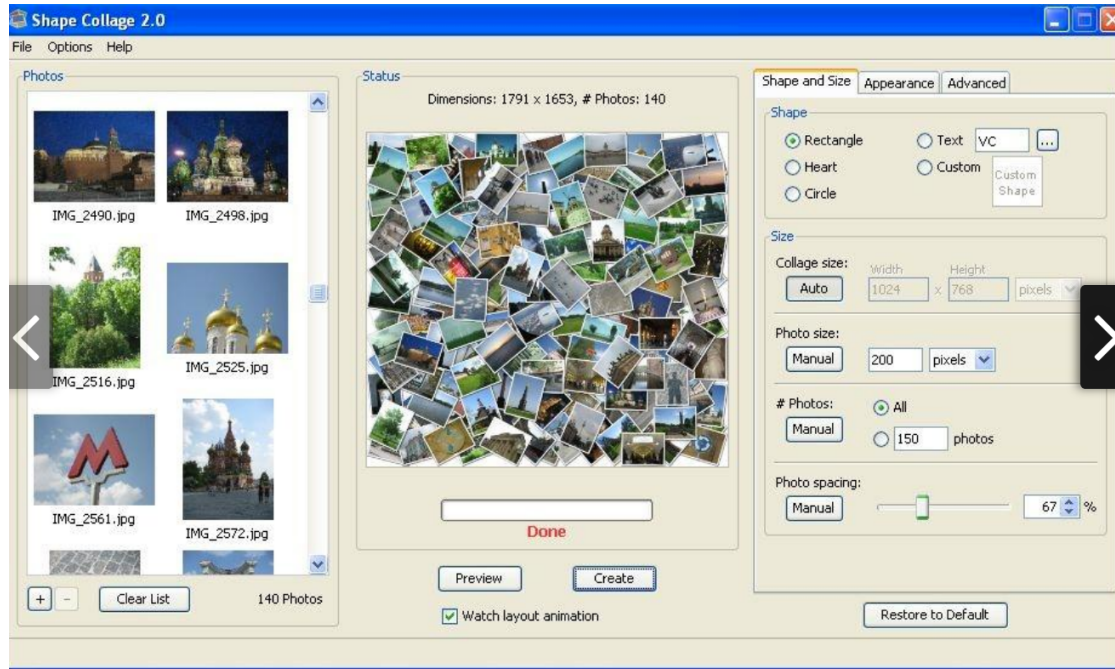 Shape Collage 2.0
File Options Help
Photos
IMG_2490.jpg IMG_2498.jpg
IMG_2516.jpg IMG_2525.jpg
IMG_2561.jpg IMG_2572.jpg
+ - Clear List 140 Photos
Status
Dimensions: 1791 x 1653, # Photos: 140
Done
Preview Create
Watch layout animation
Shape and Size Appearance Advanced
Shape
Rectangle Text VC ...
Heart Custom Custom Shape
Circle
Size
Collage size: Width Height
Auto 1024 x 768 pixels
Photo size:
Manual 200 pixels
# Photos: All
Manual 150 photos
Photo spacing:
Manual 67 %
Restore to Default